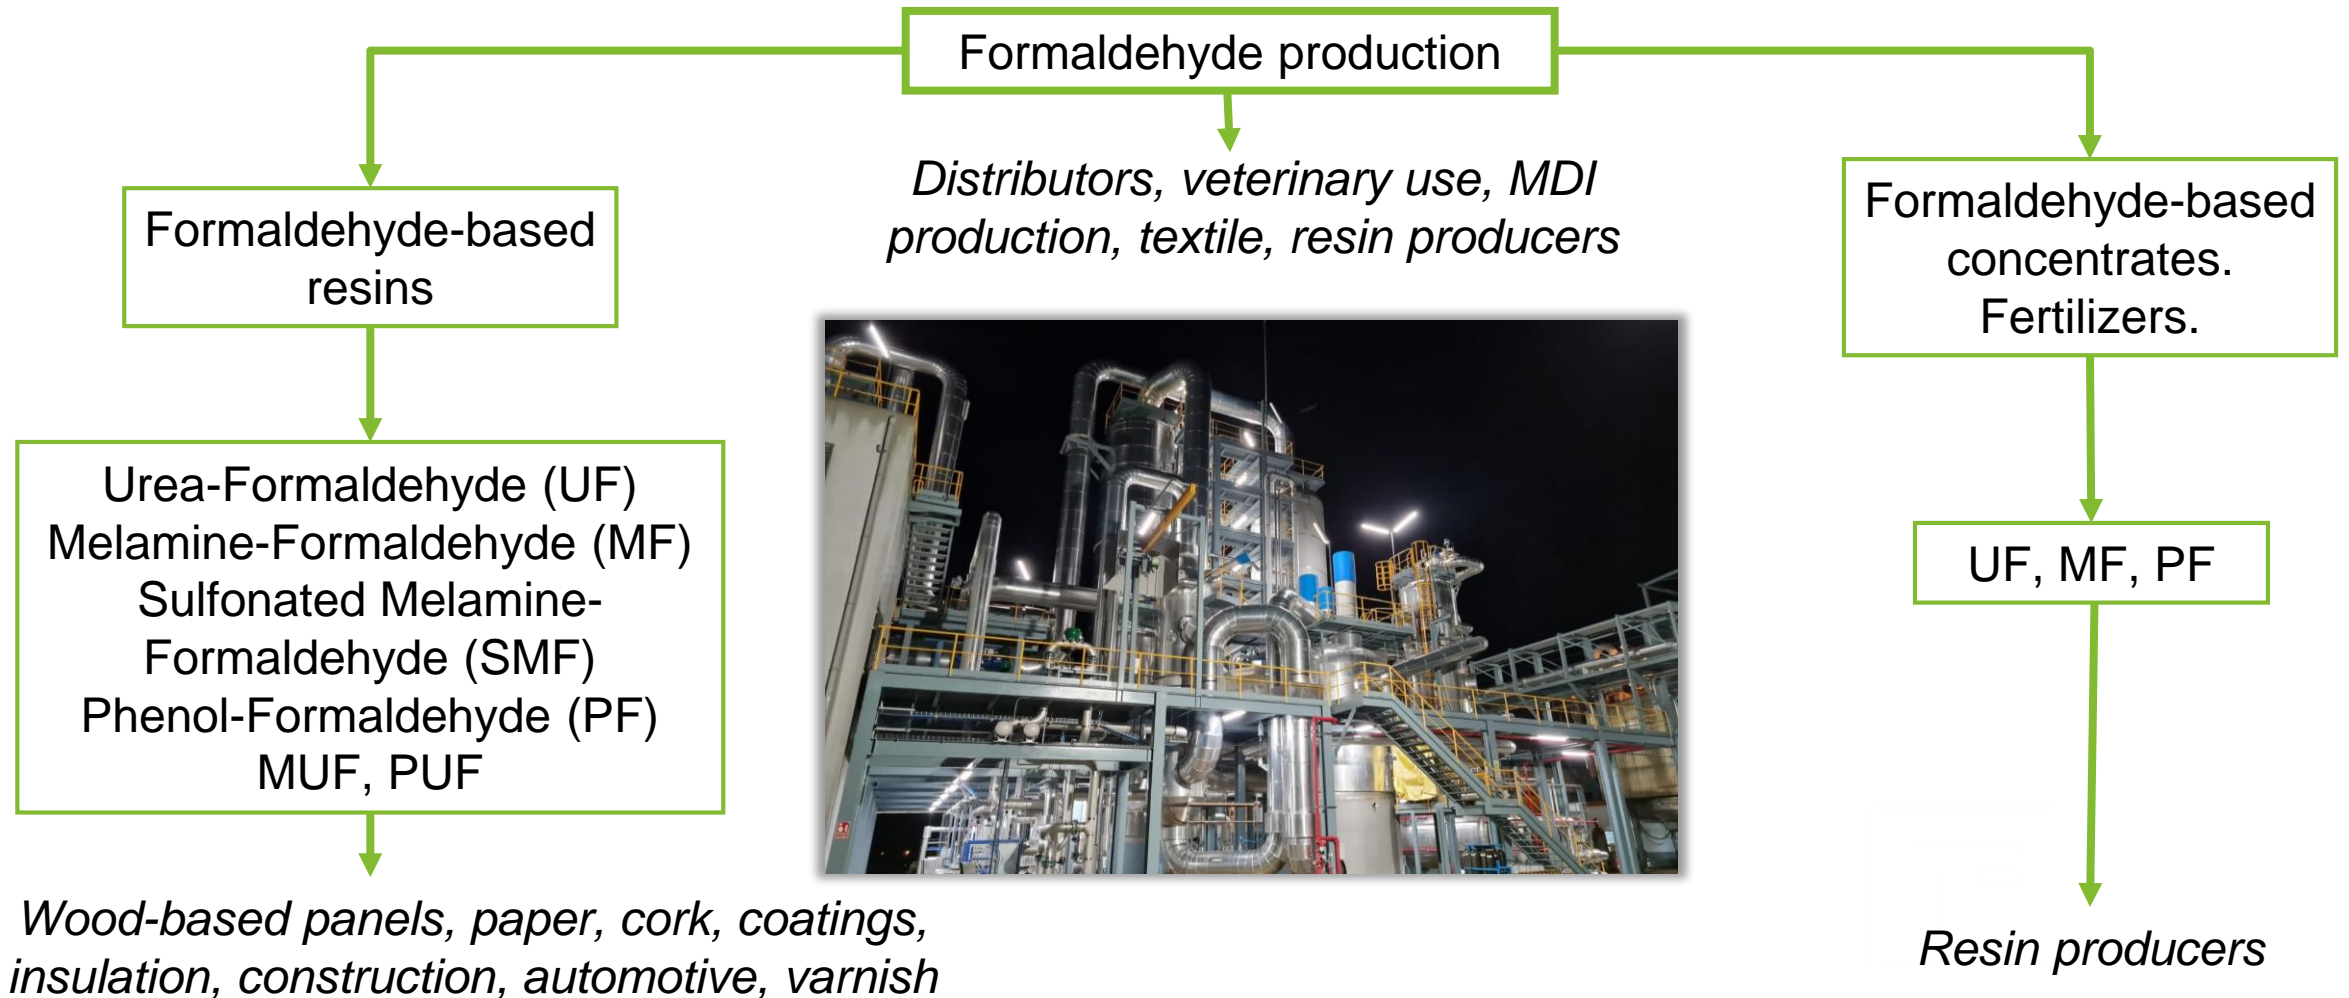 Formaldehyde production
Distributors, veterinary use, MDI
production, textile, resin producers
Formaldehyde-based
resins
Urea-Formaldehyde (UF)
Melamine-Formaldehyde (MF)
Sulfonated Melamine-
Formaldehyde (SMF)
Phenol-Formaldehyde (PF)
MUF, PUF
Wood-based panels, paper, cork, coatings,
insulation, construction, automotive, varnish
Formaldehyde-based
concentrates.
Fertilizers.
UF, MF, PF
Resin producers